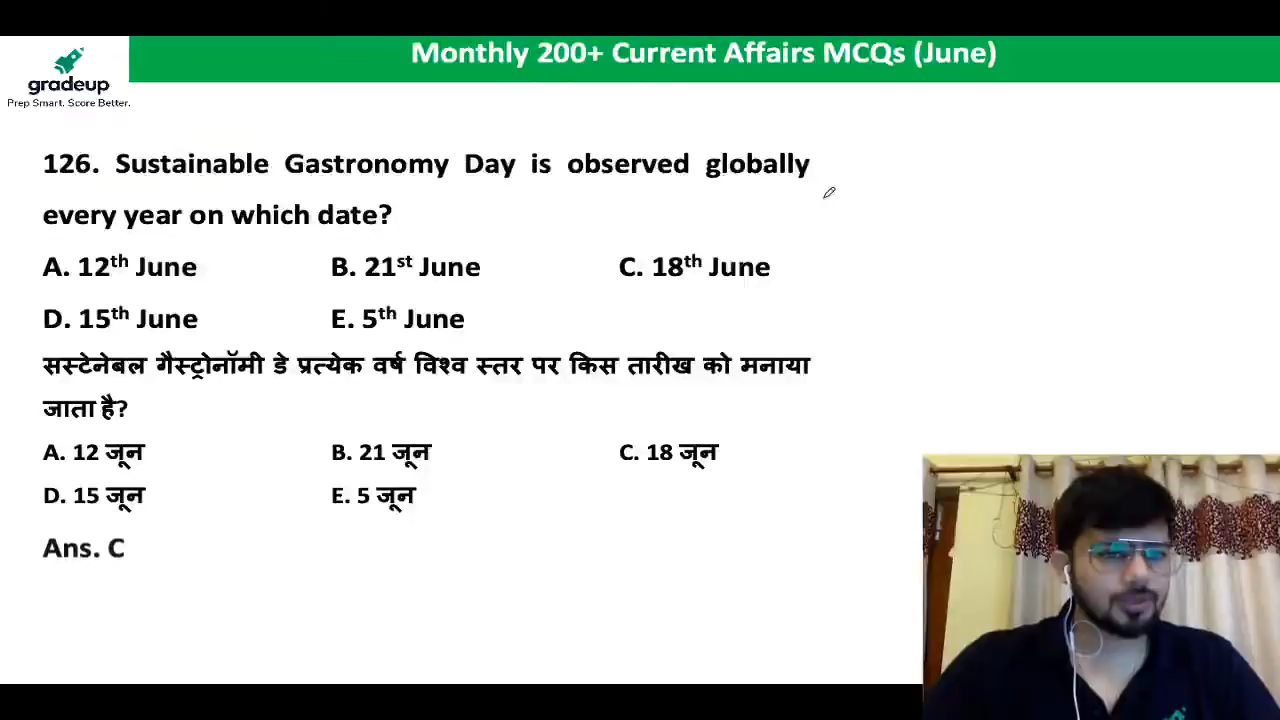 Monthly 200+ Current Affairs MCQs (June)
gradeup
Prep Smart. Score Better.
126. Sustainable Gastronomy Day is observed globally
every year on which date?
A. 12th June B. 21st June C. 18th June
D. 15th June E. 5th June
सस्टेनेबल गैस्ट्रोनॉमी डे प्रत्येक वर्ष विश्व स्तर पर किस तारीख को मनाया
जाता है?
A. 12 जून B. 21 जून C. 18 जून
D. 15 जून E. 5 जून
Ans. C